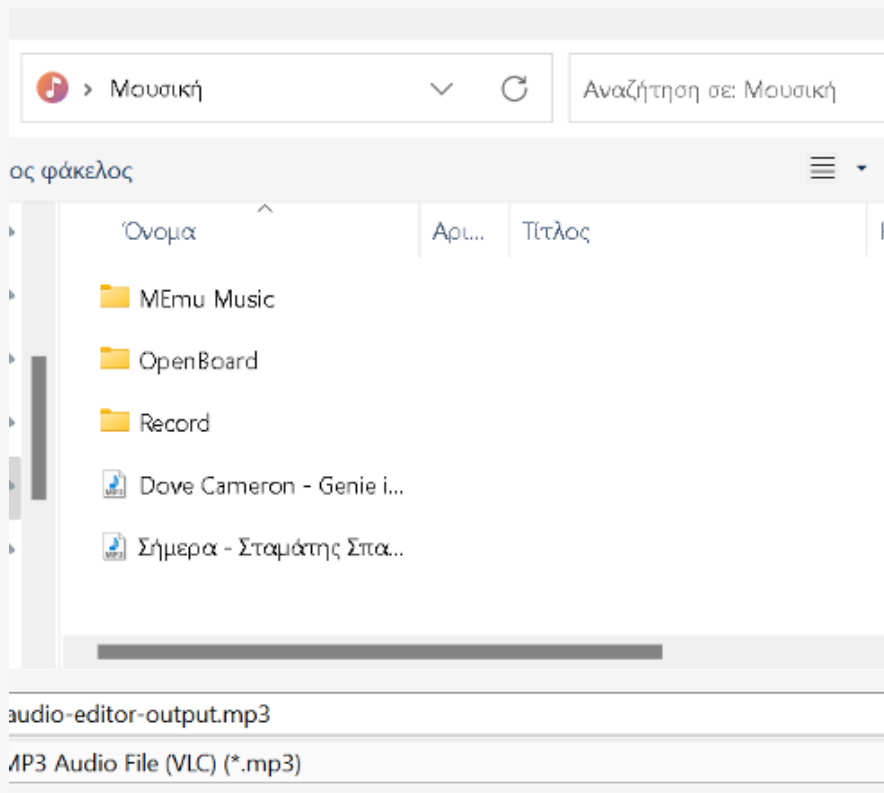 Μουσική
Αναζήτηση σε: Μουσική
ος φάκελος
Όνομα Αρι... Τίτλος
MEmu Music
OpenBoard
Record
Dove Cameron - Genie i...
Σήμερα - Σταμάτης Σπα...
audio-editor-output.mp3
MP3 Audio File (VLC) (*.mp3)